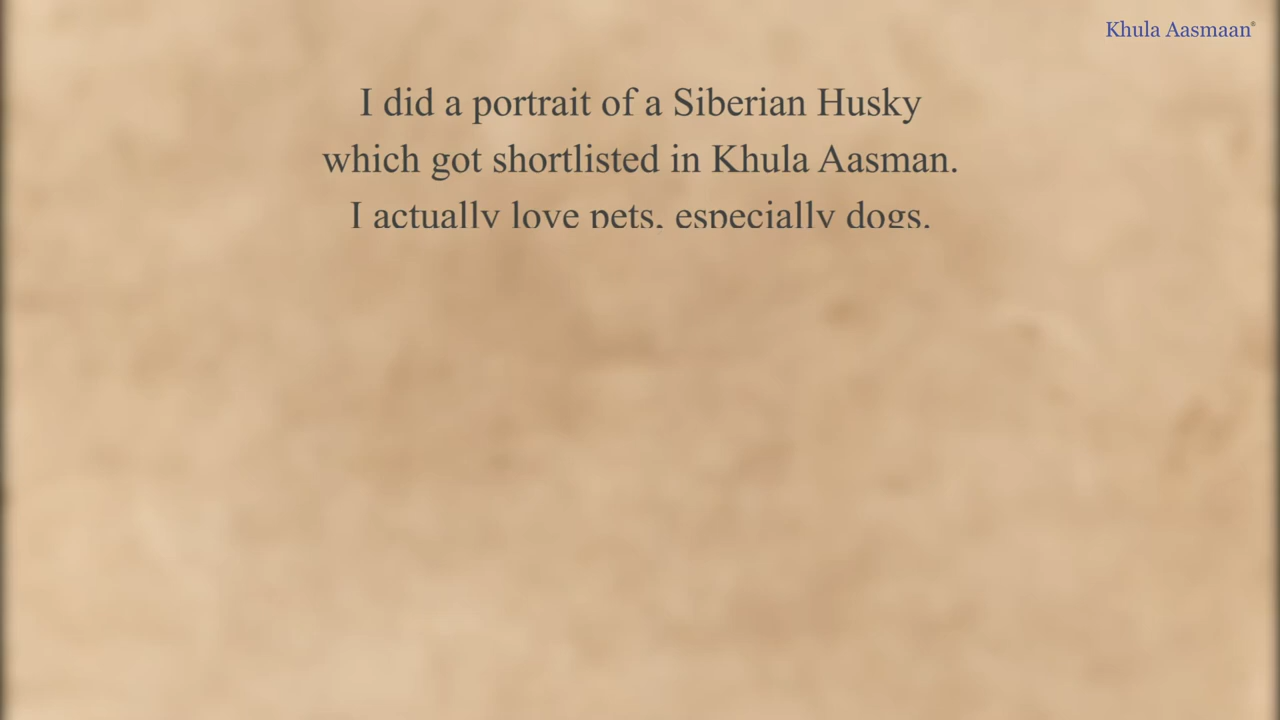 Khula Aasmaan®
I did a portrait of a Siberian Husky
which got shortlisted in Khula Aasman.
I actually love pets, especially dogs.